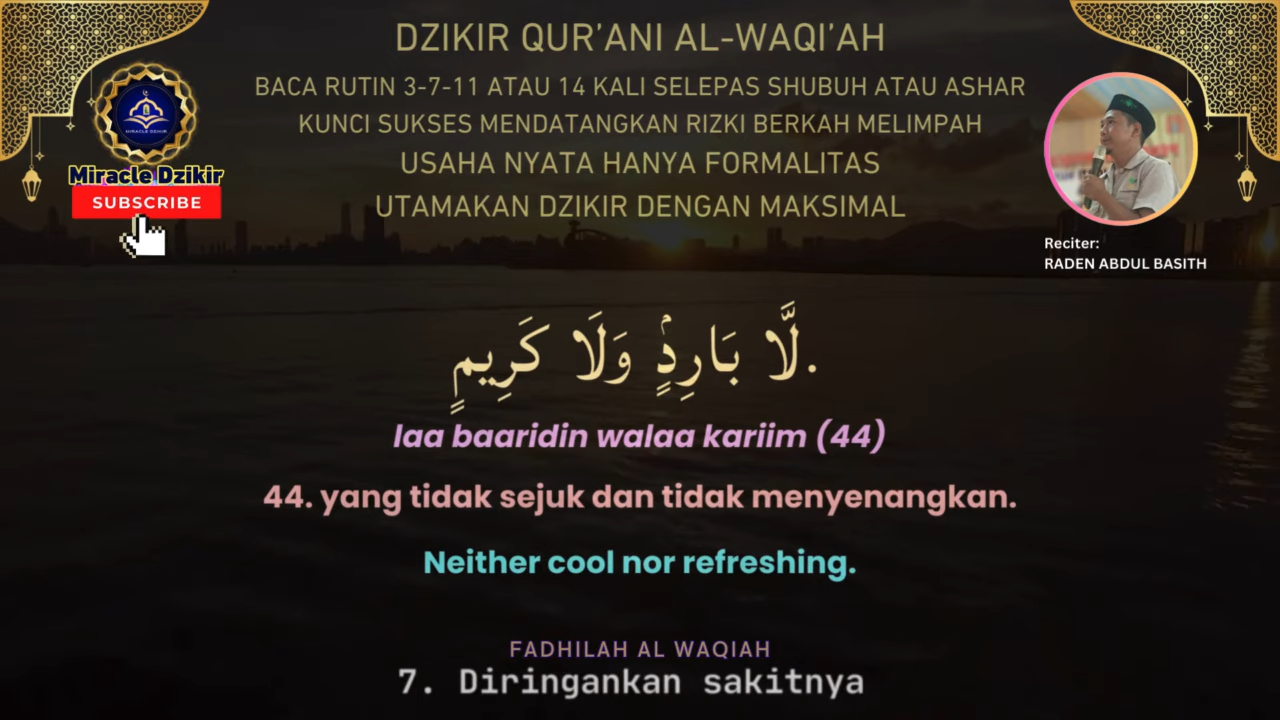 DZIKIR QUR’ANI AL-WAQI’AH
BACA RUTIN 3-7-11 ATAU 14 KALI SELEPAS SHUBUH ATAU ASHAR
KUNCI SUKSES MENDATANGKAN RIZKI BERKAH MELIMPAH
USAHA NYATA HANYA FORMALITAS
UTAMAKAN DZIKIR DENGAN MAKSIMAL
MIRACLE DZIKIR
Miracle Dzikir
SUBSCRIBE
Reciter:
RADEN ABDUL BASITH
لَّا بَارِدٍۢ وَلَا كَرِيمٍ.
laa baaridin walaa kariim (44)
44. yang tidak sejuk dan tidak menyenangkan.
Neither cool nor refreshing.
FADHILAH AL WAQIAH
7. Diringankan sakitnya